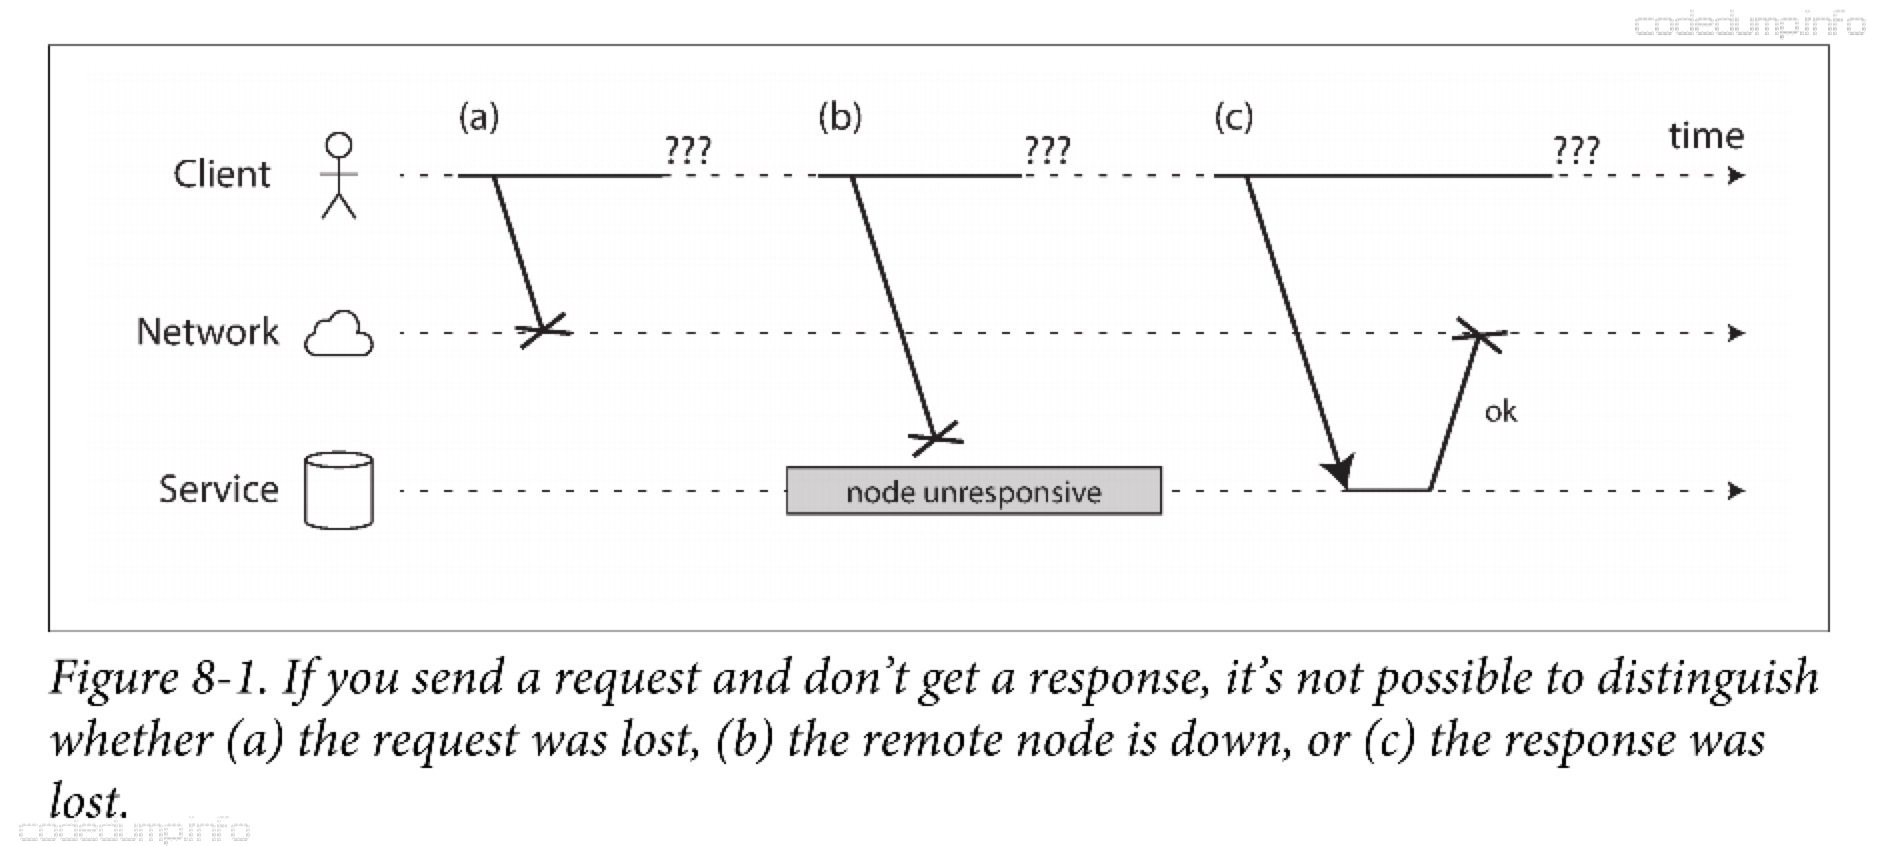 codedump.info
(a) (b) (c)
??? ??? ??? time
Client
Network
ok
Service node unresponsive
Figure 8-1. If you send a request and don’t get a response, it’s not possible to distinguish
whether (a) the request was lost, (b) the remote node is down, or (c) the response was
lost.
codedump.info